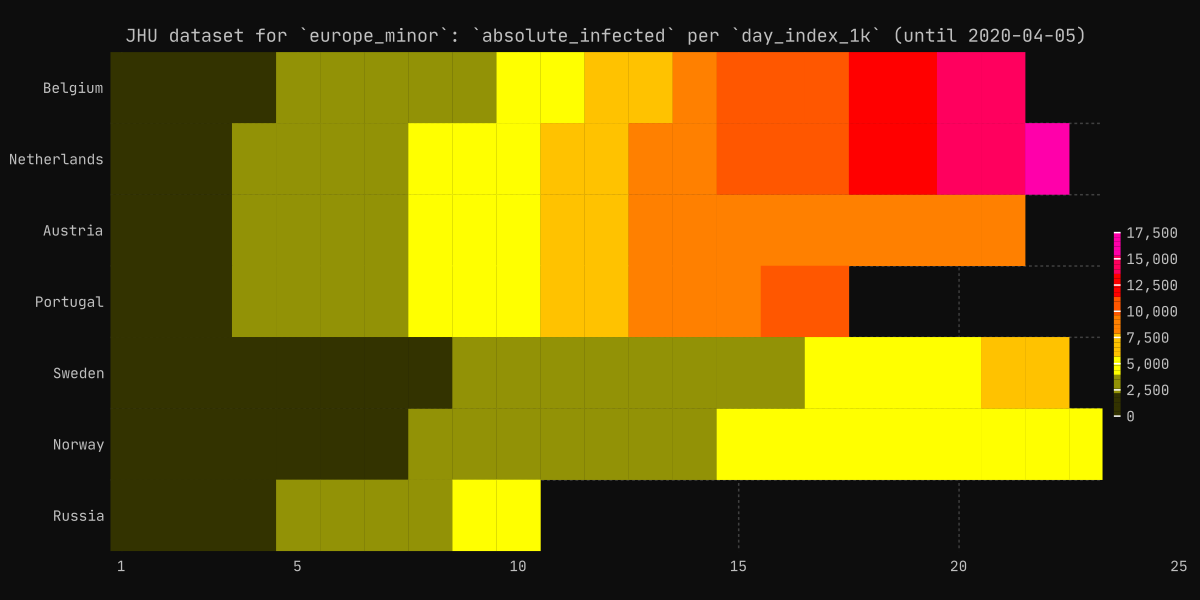 JHU dataset for `europe_minor`: `absolute_infected` per `day_index_1k` (until 2020-04-05)
Belgium
Netherlands
Austria
Portugal
Sweden
Norway
Russia
17,500
15,000
12,500
10,000
7,500
5,000
2,500
0
1 5 10 15 20 25